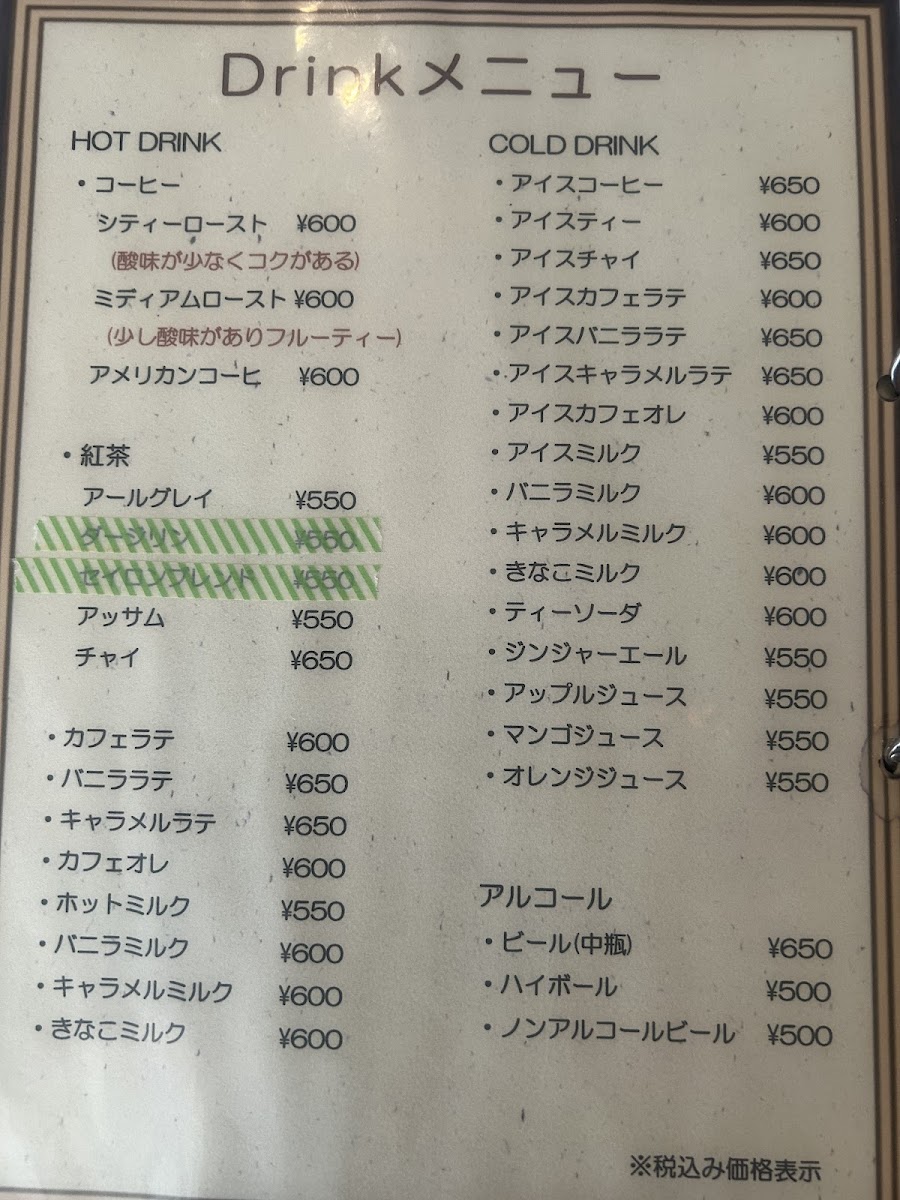 Drinkメニュー
HOT DRINK
・コーヒー
シティーロースト ¥600
(酸味が少なくコクがある)
ミディアムロースト ¥600
(少し酸味がありフルーティー)
アメリカンコーヒ ¥600
・紅茶
アールグレイ ¥550
ダージリン ¥550
セイロンブレンド ¥550
アッサム ¥550
チャイ ¥650
・カフェラテ ¥600
・バニララテ ¥650
・キャラメルラテ ¥650
・カフェオレ ¥600
・ホットミルク ¥550
・バニラミルク ¥600
・キャラメルミルク ¥600
・きなこミルク ¥600
COLD DRINK
・アイスコーヒー ¥650
・アイスティー ¥600
・アイスチャイ ¥650
・アイスカフェラテ ¥600
・アイスバニララテ ¥650
・アイスキャラメルラテ ¥650
・アイスカフェオレ ¥600
・アイスミルク ¥550
・バニラミルク ¥600
・キャラメルミルク ¥600
・きなこミルク ¥600
・ティーソーダ ¥600
・ジンジャーエール ¥550
・アップルジュース ¥550
・マンゴジュース ¥550
・オレンジジュース ¥550
アルコール
・ビール(中瓶) ¥650
・ハイボール ¥500
・ノンアルコールビール ¥500
※税込み価格表示